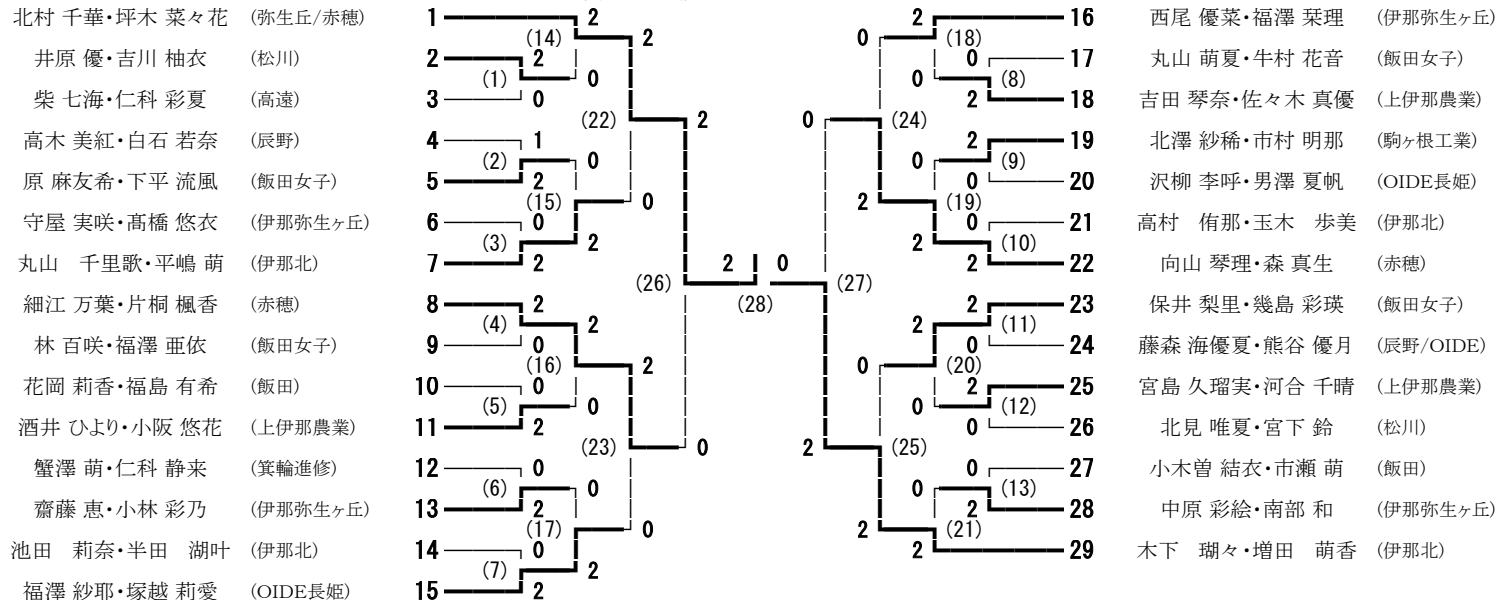 北村 千華・坪木 菜々花 (弥生丘/赤穂) 1 2 2 16 西尾 優菜・福澤 栞理 (伊那弥生ヶ丘)
(14) 2 0 (18)
井原 優・吉川 柚衣 (松川) 2 2 0 17 丸山 萌夏・牛村 花音 (飯田女子)
(1) 0 0 (8)
柴 七海・仁科 彩夏 (高遠) 3 0 2 18 吉田 琴奈・佐々木 真優 (上伊那農業)
(22) 2 0 (24)
高木 美紅・白石 若奈 (辰野) 4 1 2 19 北澤 紗稀・市村 明那 (駒ヶ根工業)
(2) 0 0 (9)
原 麻友希・下平 流風 (飯田女子) 5 2 0 20 沢柳 李呼・男澤 夏帆 (OIDE長姫)
(15) 0 2 (19)
守屋 実咲・髙橋 悠衣 (伊那弥生ヶ丘) 6 0 0 21 高村 侑那・玉木 歩美 (伊那北)
(3) 2 2 (10)
丸山 千里歌・平嶋 萌 (伊那北) 7 2 2 0 2 22 向山 琴理・森 真生 (赤穂)
(26) (28) (27)
細江 万葉・片桐 楓香 (赤穂) 8 2 2 23 保井 梨里・幾島 彩瑛 (飯田女子)
(4) 2 2 (11)
林 百咲・福澤 亜依 (飯田女子) 9 0 0 24 藤森 海優夏・熊谷 優月 (辰野/OIDE)
(16) 2 0 (20)
花岡 莉香・福島 有希 (飯田) 10 0 2 25 宮島 久瑠実・河合 千晴 (上伊那農業)
(5) 0 0 (12)
酒井 ひより・小阪 悠花 (上伊那農業) 11 2 0 26 北見 唯夏・宮下 鈴 (松川)
(23) 0 2 (25)
蟹澤 萌・仁科 静来 (箕輪進修) 12 0 0 27 小木曽 結衣・市瀬 萌 (飯田)
(6) 0 0 (13)
齋藤 恵・小林 彩乃 (伊那弥生ヶ丘) 13 2 2 28 中原 彩絵・南部 和 (伊那弥生ヶ丘)
(17) 0 2 (21)
池田 莉奈・半田 湖叶 (伊那北) 14 0 2 29 木下 瑚々・増田 萌香 (伊那北)
(7) 2
福澤 紗耶・塚越 莉愛 (OIDE長姫) 15 2